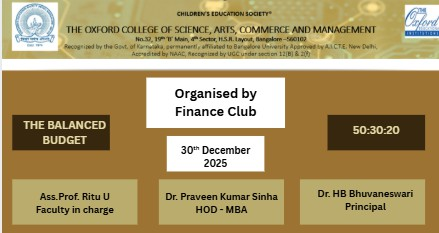 CHILDREN'S EDUCATION SOCIETY®
THE OXFORD COLLEGE OF SCIENCE, ARTS, COMMERCE AND MANAGEMENT
No.32, 19th 'B' Main, 4th Sector, H.S.R. Layout, Bangalore -560102
Recognized by the Govt. of Karnataka, permanently affiliated to Bangalore University Approved by A.I.C.T.E, New Delhi,
Accredited by NAAC, Recognized by UGC under section 12(B) & 2(F)
The
Oxford
INSTITUTIONS
Organised by
Finance Club
THE BALANCED
BUDGET
30th December
2025
50:30:20
Ass.Prof. Ritu U
Faculty in charge
Dr. Praveen Kumar Sinha
HOD - MBA
Dr. HB Bhuvaneswari
Principal